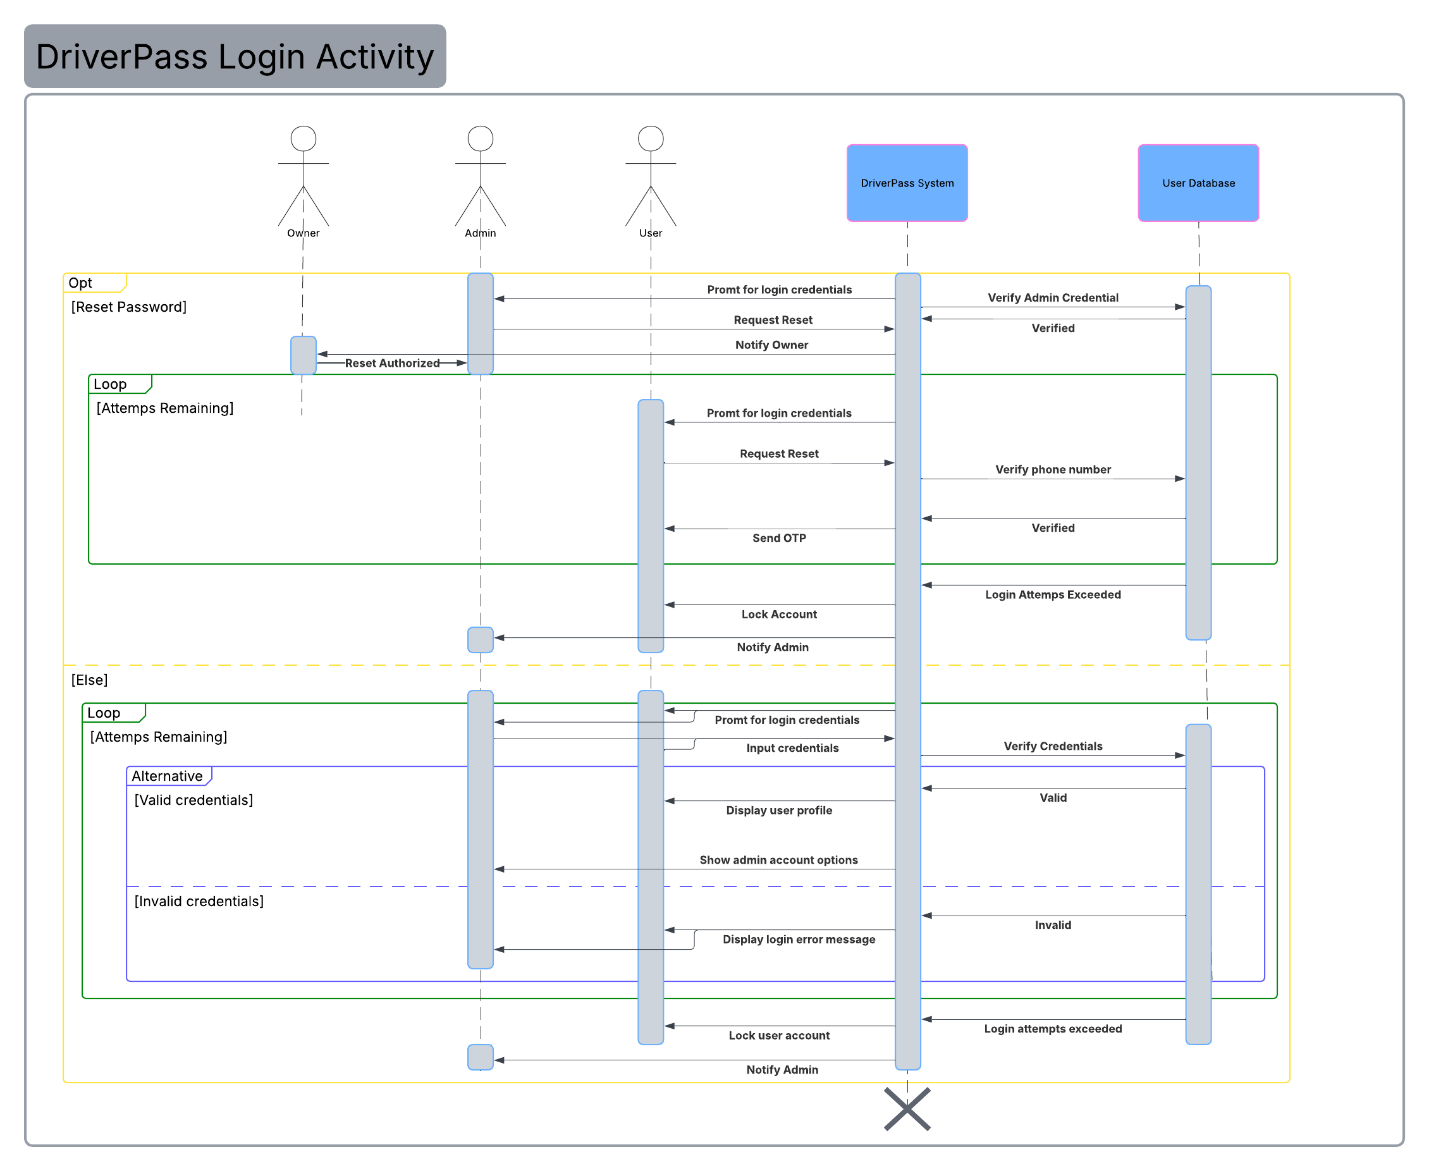 DriverPass Login Activity
Owner
Admin
User
DriverPass System
User Database
Opt
[Reset Password]
Promt for login credentials
Verify Admin Credential
Request Reset
Verified
Notify Owner
Reset Authorized
Loop
[Attemps Remaining]
Promt for login credentials
Request Reset
Verify phone number
Verified
Send OTP
Login Attemps Exceeded
Lock Account
Notify Admin
[Else]
Loop
[Attemps Remaining]
Promt for login credentials
Input credentials
Verify Credentials
Alternative
[Valid credentials]
Valid
Display user profile
Show admin account options
[Invalid credentials]
Invalid
Display login error message
Login attempts exceeded
Lock user account
Notify Admin